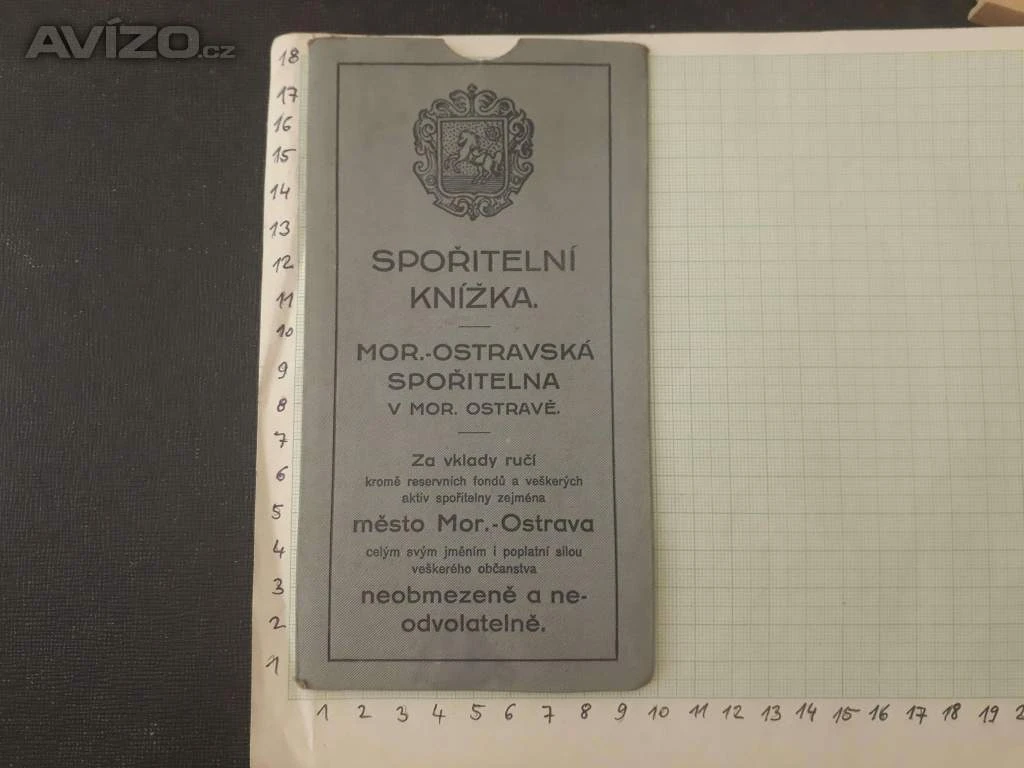 AVÍZO.cz
SPOŘITELNÍ
KNÍŽKA.
MOR.-OSTRAVSKÁ
SPOŘITELNA
V MOR. OSTRAVĚ.
Za vklady ručí
kromě reservních fondů a veškerých
aktiv spořitelny zejména
město Mor.-Ostrava
celým svým jměním i poplatní silou
veškerého občanstva
neobmezeně a ne-
odvolatelně.
18
17
16
15
14
13
12
11
10
9
8
7
6
5
4
3
2
1
1 2 3 4 5 6 7 8 9 10 11 12 13 14 15 16 17 18 19 2